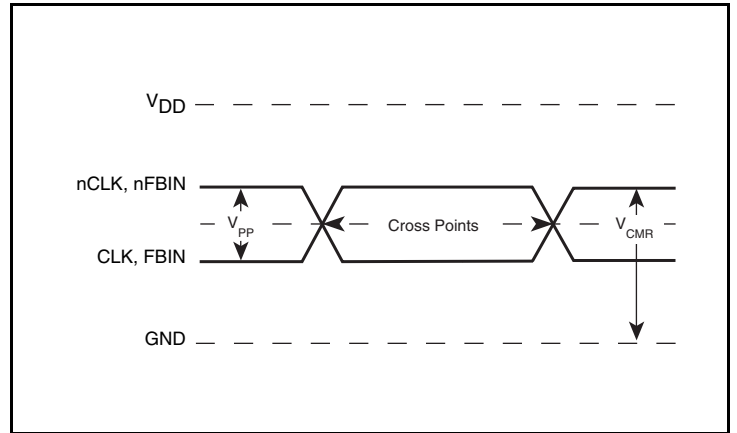 VDD
nCLK, nFBIN
VPP
Cross Points
VCMR
CLK, FBIN
GND